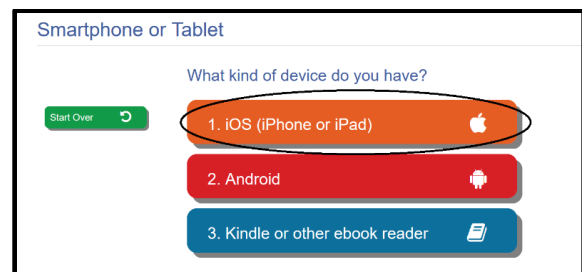 Smartphone or Tablet
What kind of device do you have?
Start Over
1. iOS (iPhone or iPad)
2. Android
3. Kindle or other ebook reader